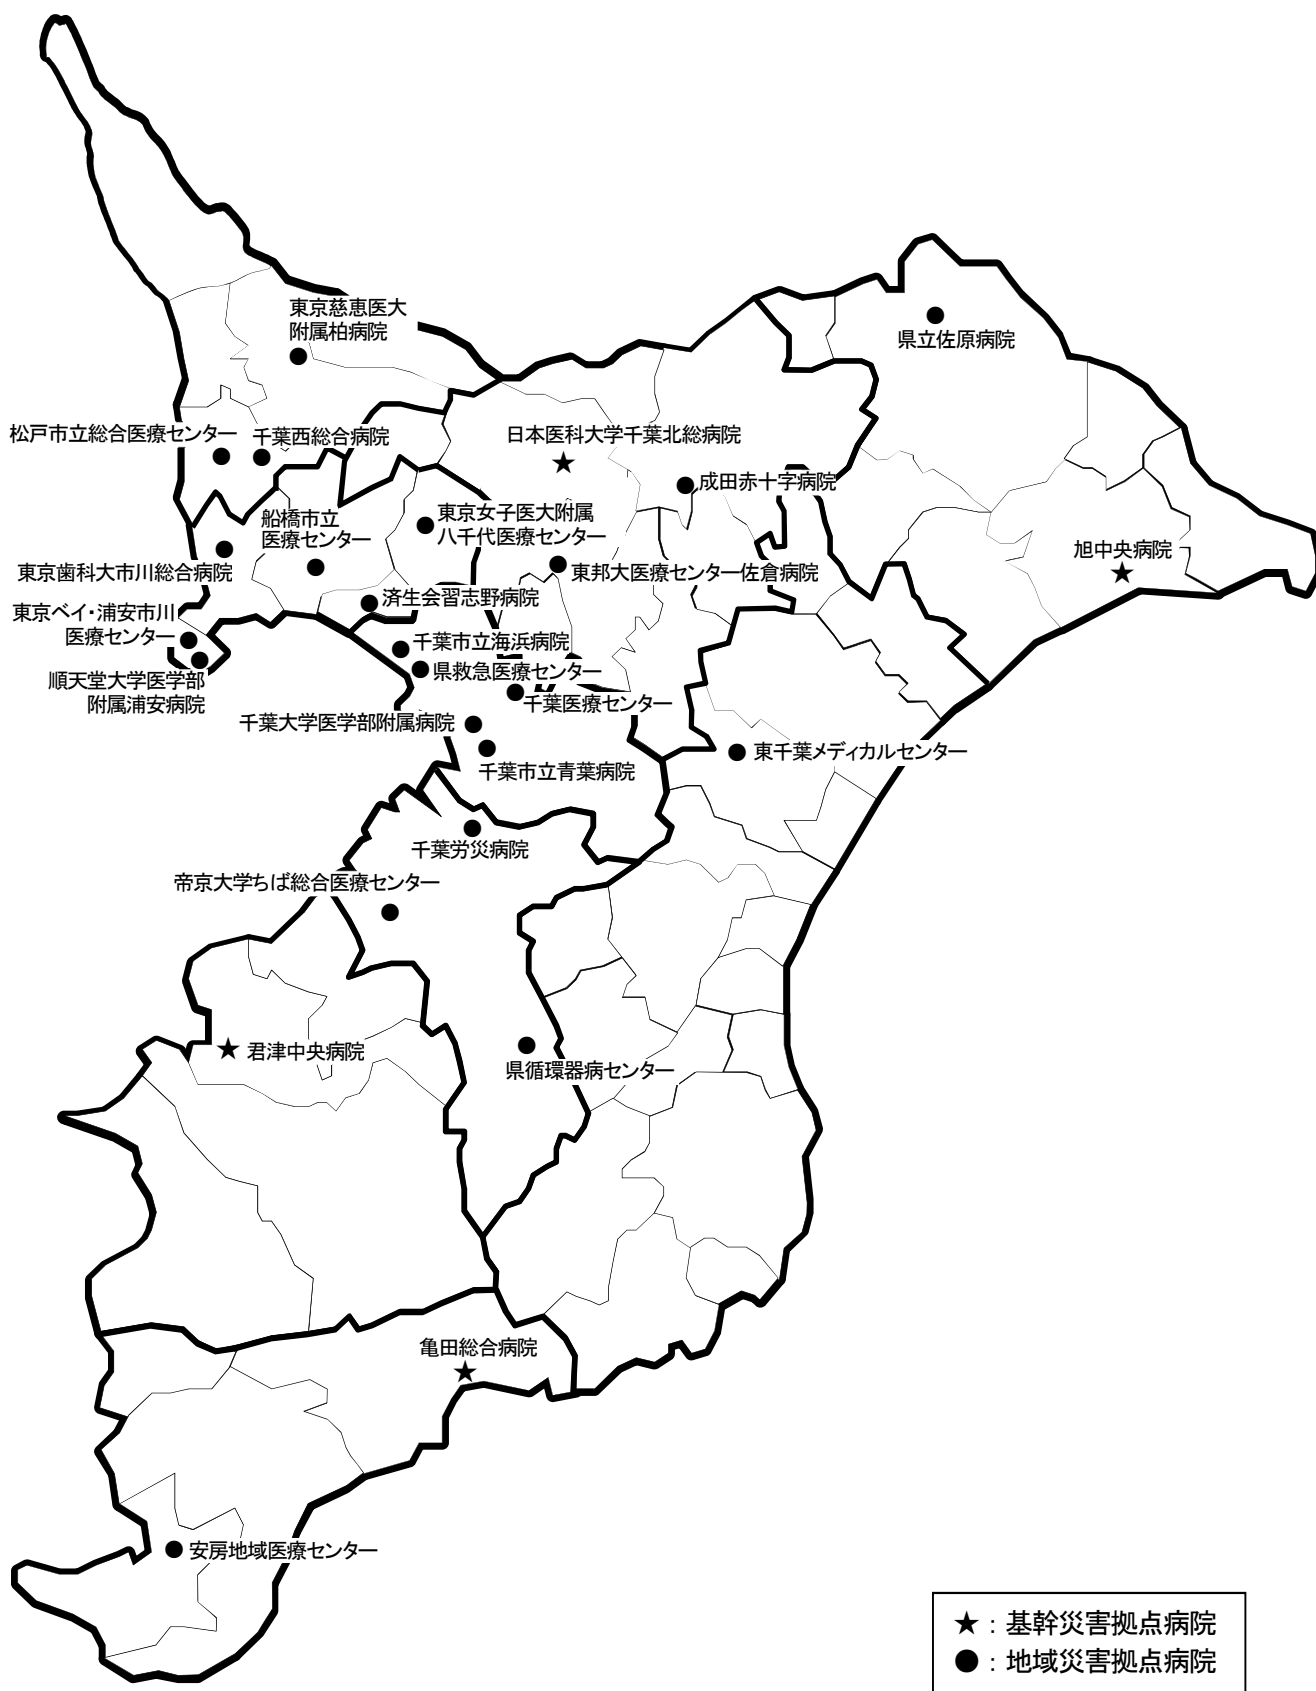 東京慈恵医大
附属柏病院
県立佐原病院
松戸市立総合医療センター
千葉西総合病院
日本医科大学千葉北総病院
成田赤十字病院
船橋市立
医療センター
東京女子医大附属
八千代医療センター
旭中央病院
東京歯科大市川総合病院
東邦大医療センター佐倉病院
済生会習志野病院
東京ベイ・浦安市川
医療センター
千葉市立海浜病院
県救急医療センター
順天堂大学医学部
附属浦安病院
千葉医療センター
千葉大学医学部附属病院
東千葉メディカルセンター
千葉市立青葉病院
千葉労災病院
帝京大学ちば総合医療センター
君津中央病院
県循環器病センター
亀田総合病院
安房地域医療センター
★：基幹災害拠点病院
●：地域災害拠点病院